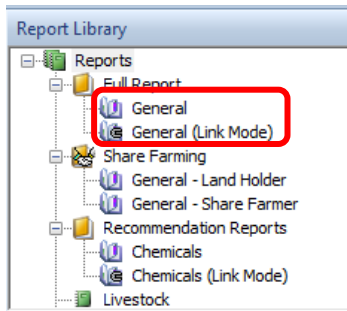 Report Library
Reports
Full Report
General
General (Link Mode)
Share Farming
General - Land Holder
General - Share Farmer
Recommendation Reports
Chemicals
Chemicals (Link Mode)
Livestock